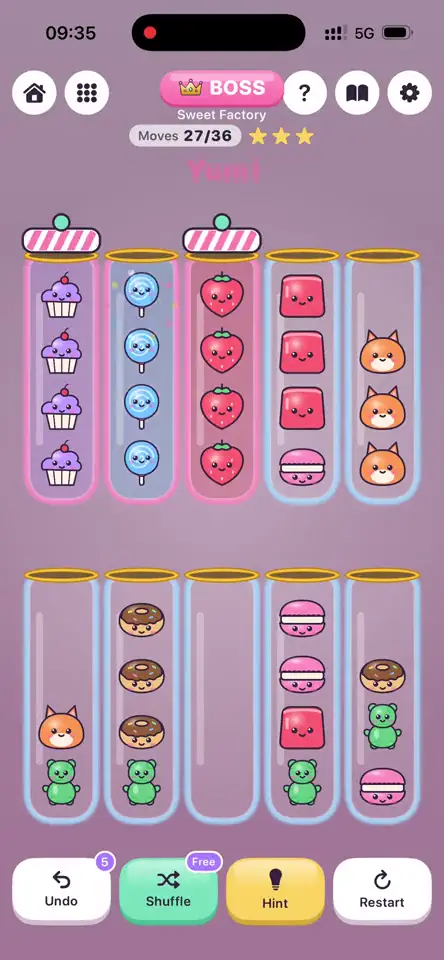 09:35
5G
BOSS
?
Sweet Factory
Moves 27/36
Yum!
5
Free
Undo
Shuffle
Hint
Restart